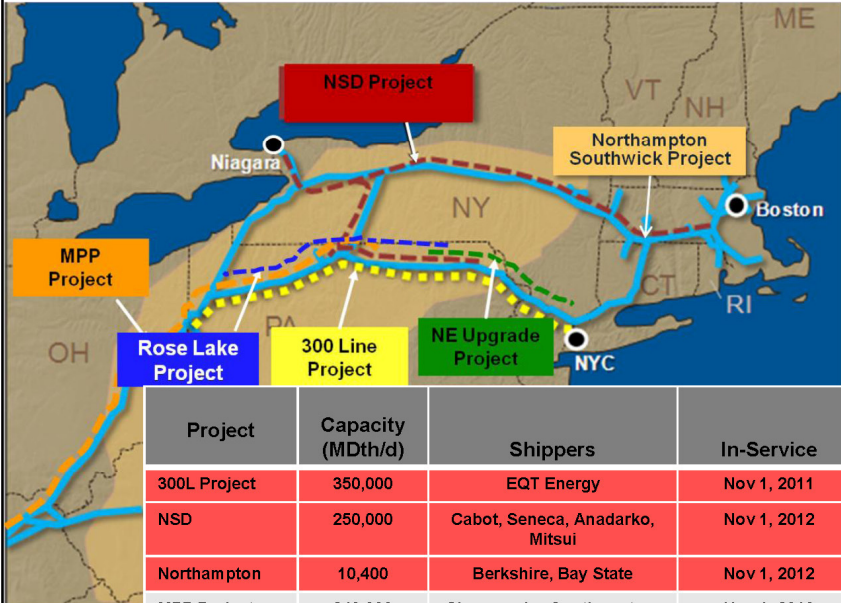 ME
NSD Project
VT
NH
Northampton
Southwick Project
Niagara
NY
Boston
MPP
Project
CT
RI
PA
OH
Rose Lake
Project
300 Line
Project
NE Upgrade
Project
NYC
Project Capacity (MDth/d) Shippers In-Service
300L Project 350,000 EQT Energy Nov 1, 2011
NSD 250,000 Cabot, Seneca, Anadarko, Mitsui Nov 1, 2012
Northampton 10,400 Berkshire, Bay State Nov 1, 2012